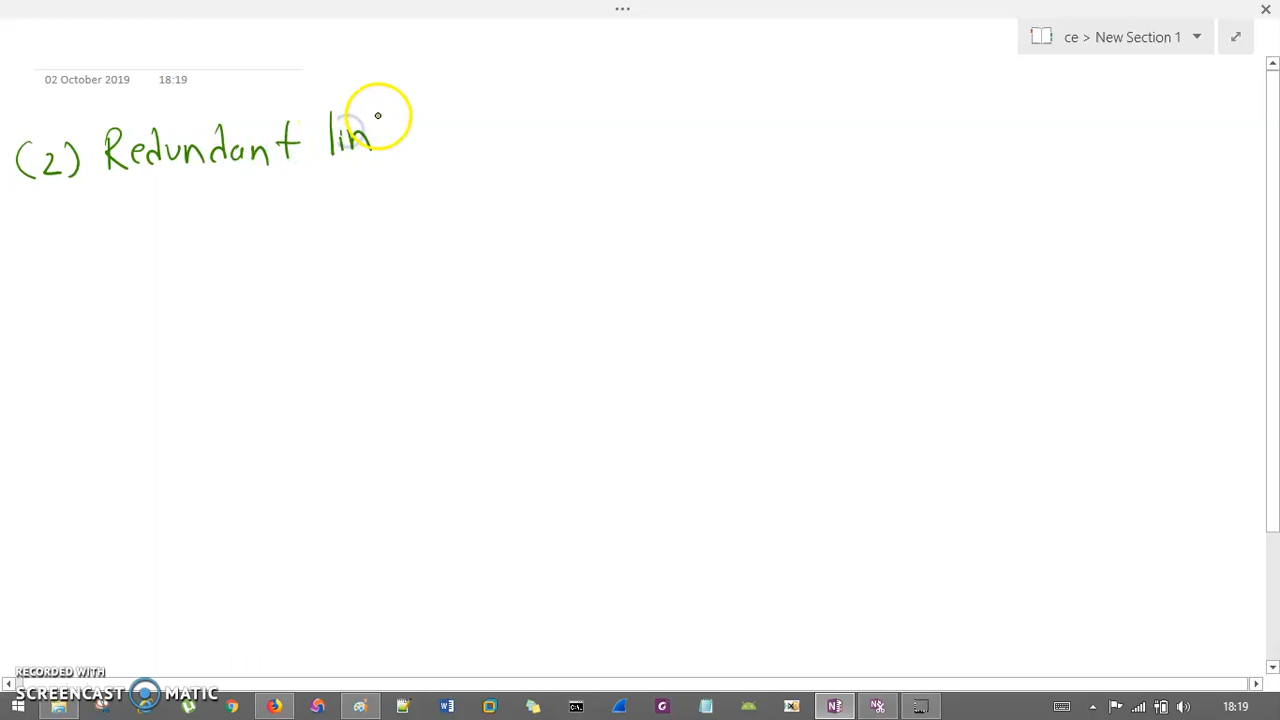 ce > New Section 1
02 October 2019 18:19
(2) Redundant lin
RECORDED WITH
SCREENCAST MATIC
18:19